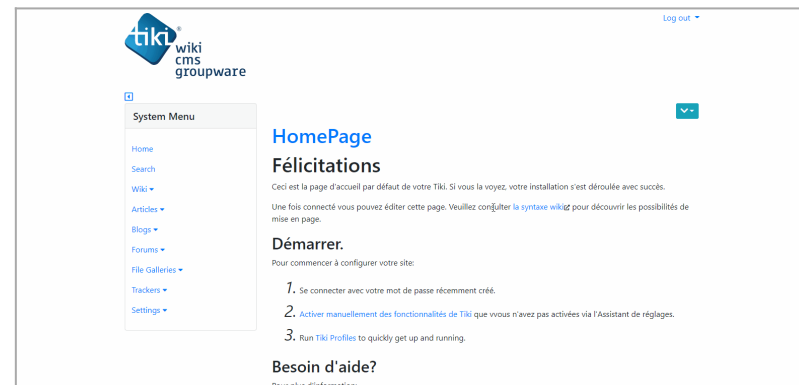 Log out
tiki
wiki
cms
groupware
System Menu
Home
Search
Wiki
Articles
Blogs
Forums
File Galleries
Trackers
Settings
HomePage
Félicitations
Ceci est la page d'accueil par défaut de votre Tiki. Si vous la voyez, votre installation s'est déroulée avec succès.
Une fois connecté vous pouvez éditer cette page. Veuillez consulter la syntaxe wiki pour découvrir les possibilités de
mise en page.
Démarrer.
Pour commencer à configurer votre site:
1. Se connecter avec votre mot de passe récemment créé.
2. Activer manuellement des fonctionnalités de Tiki que vvous n'avez pas activées via l'Assistant de réglages.
3. Run Tiki Profiles to quickly get up and running.
Besoin d'aide?
Pour plus d'information: